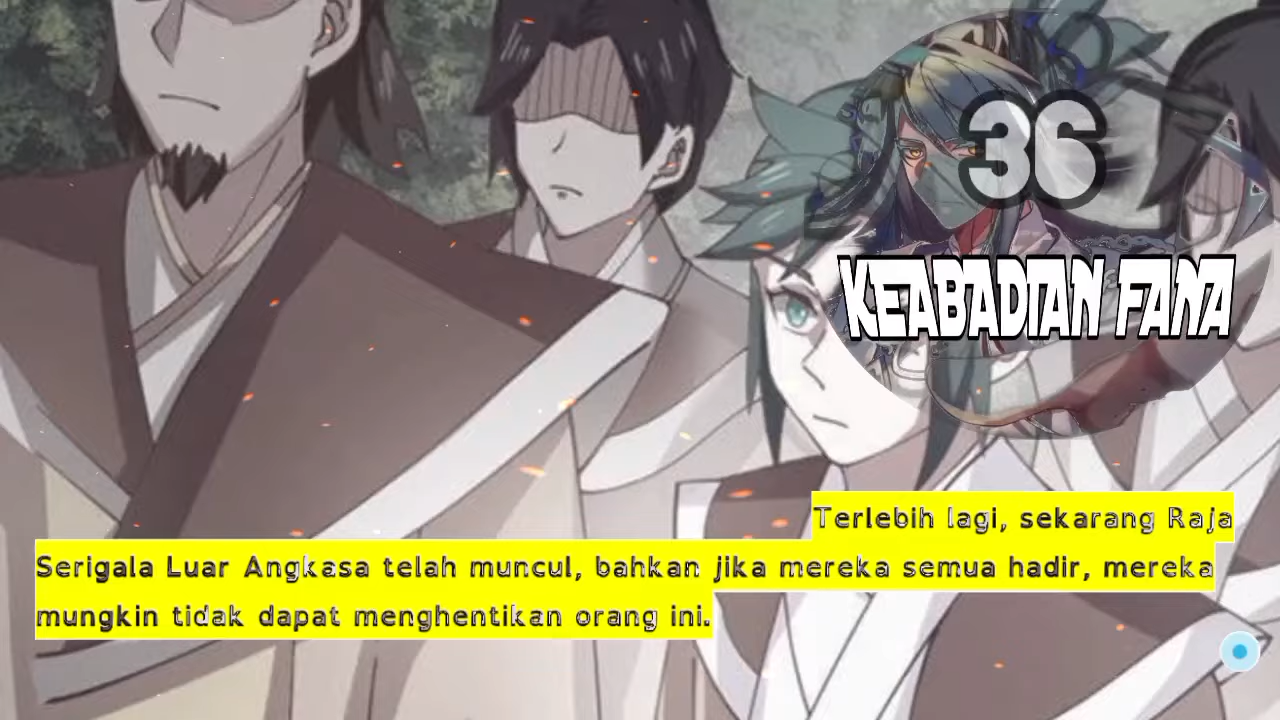 36
KEABADIAN FANA
Terlebih lagi, sekarang Raja
Serigala Luar Angkasa telah muncul, bahkan jika mereka semua hadir, mereka
mungkin tidak dapat menghentikan orang ini.